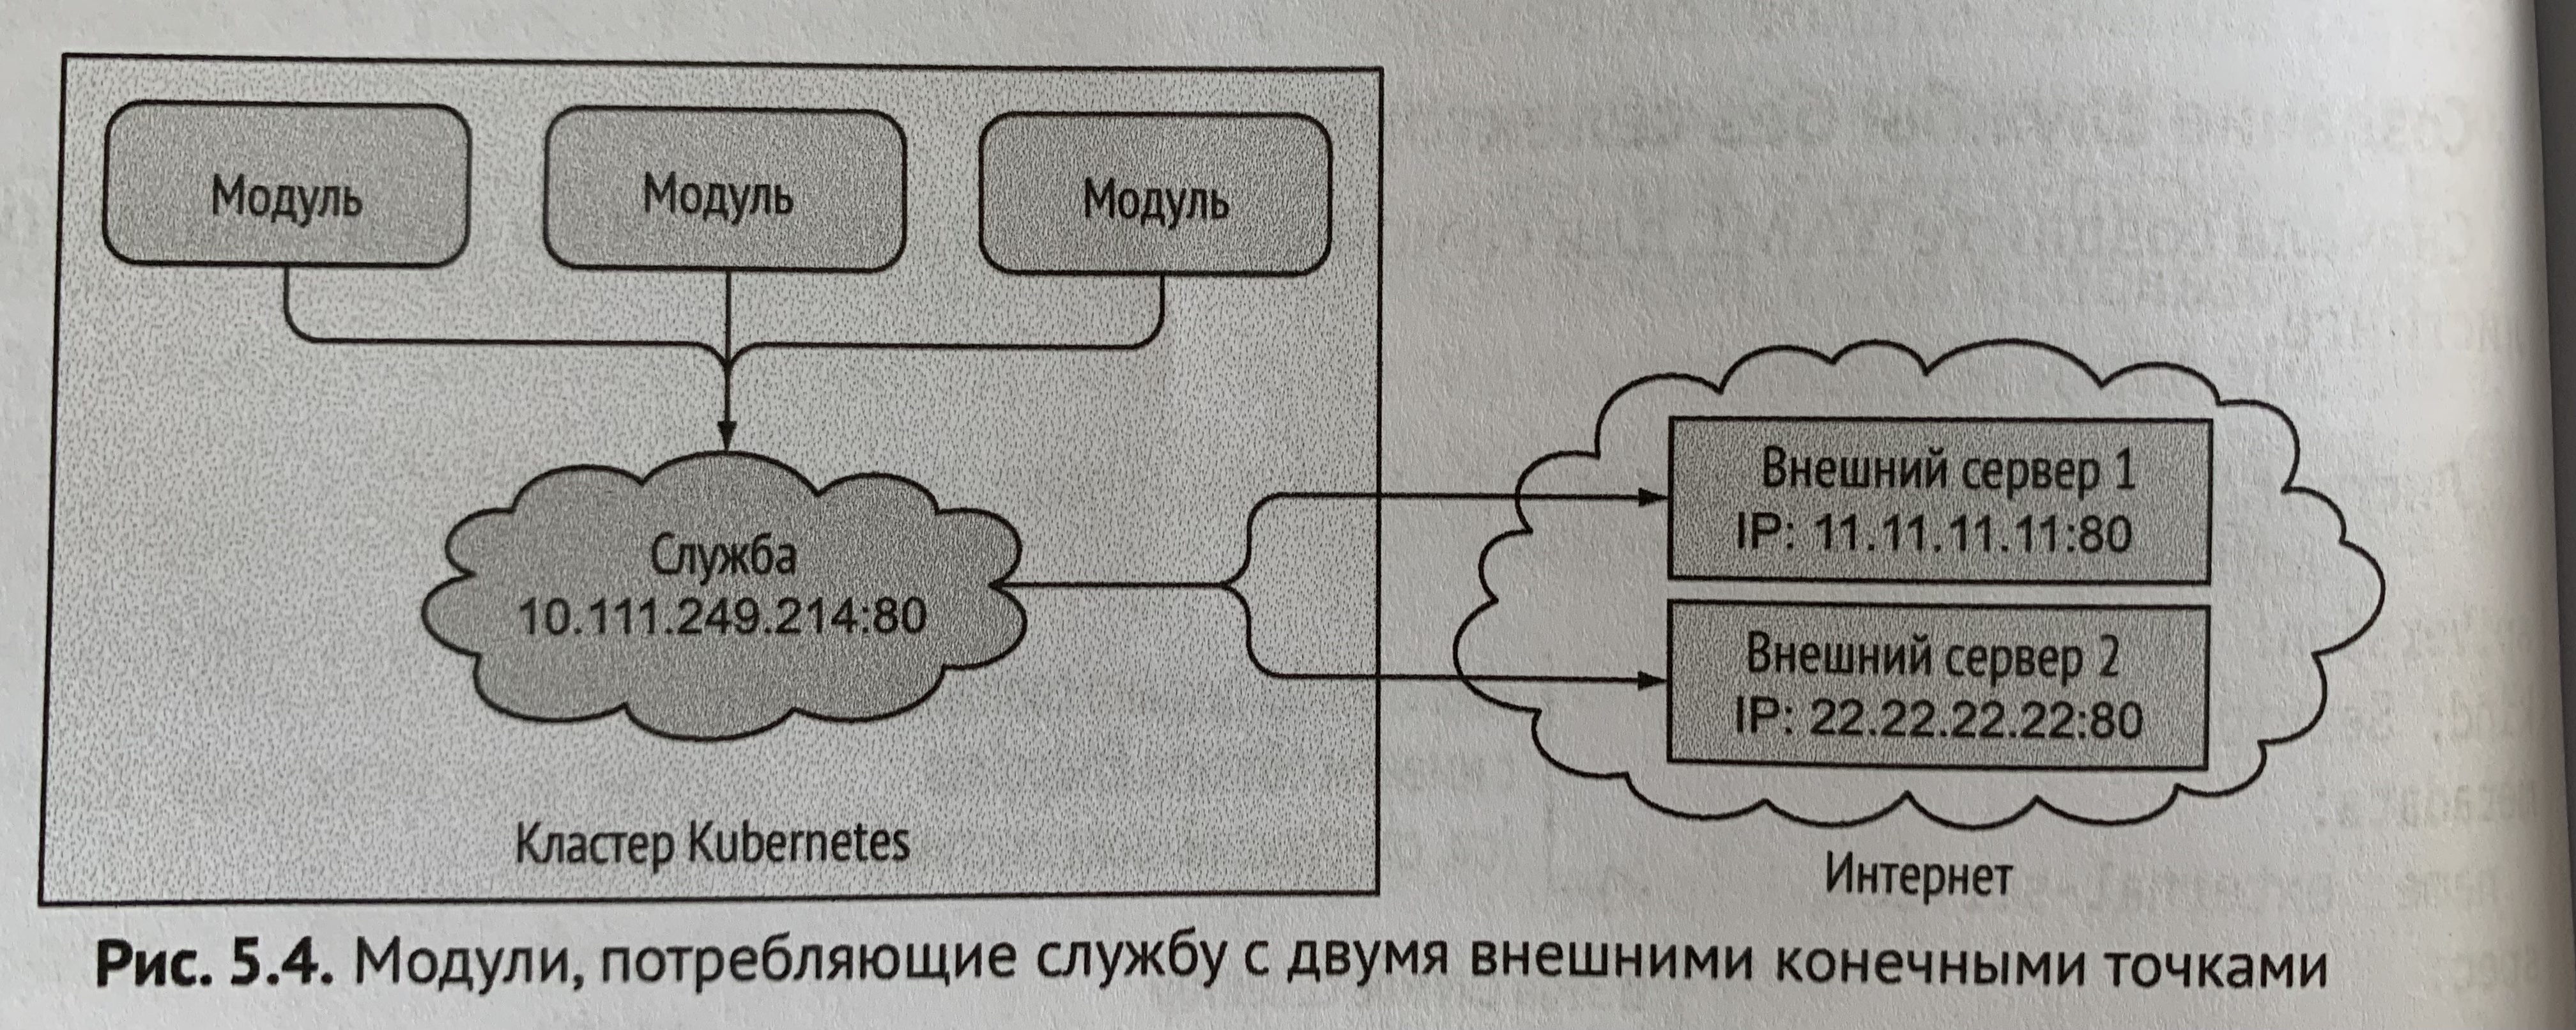 Модуль
Модуль
Модуль
Служба
10.111.249.214:80
Внешний сервер 1
IP: 11.11.11.11:80
Внешний сервер 2
IP: 22.22.22.22:80
Кластер Kubernetes
Интернет
Рис. 5.4. Модули, потребляющие службу с двумя внешними конечными точками